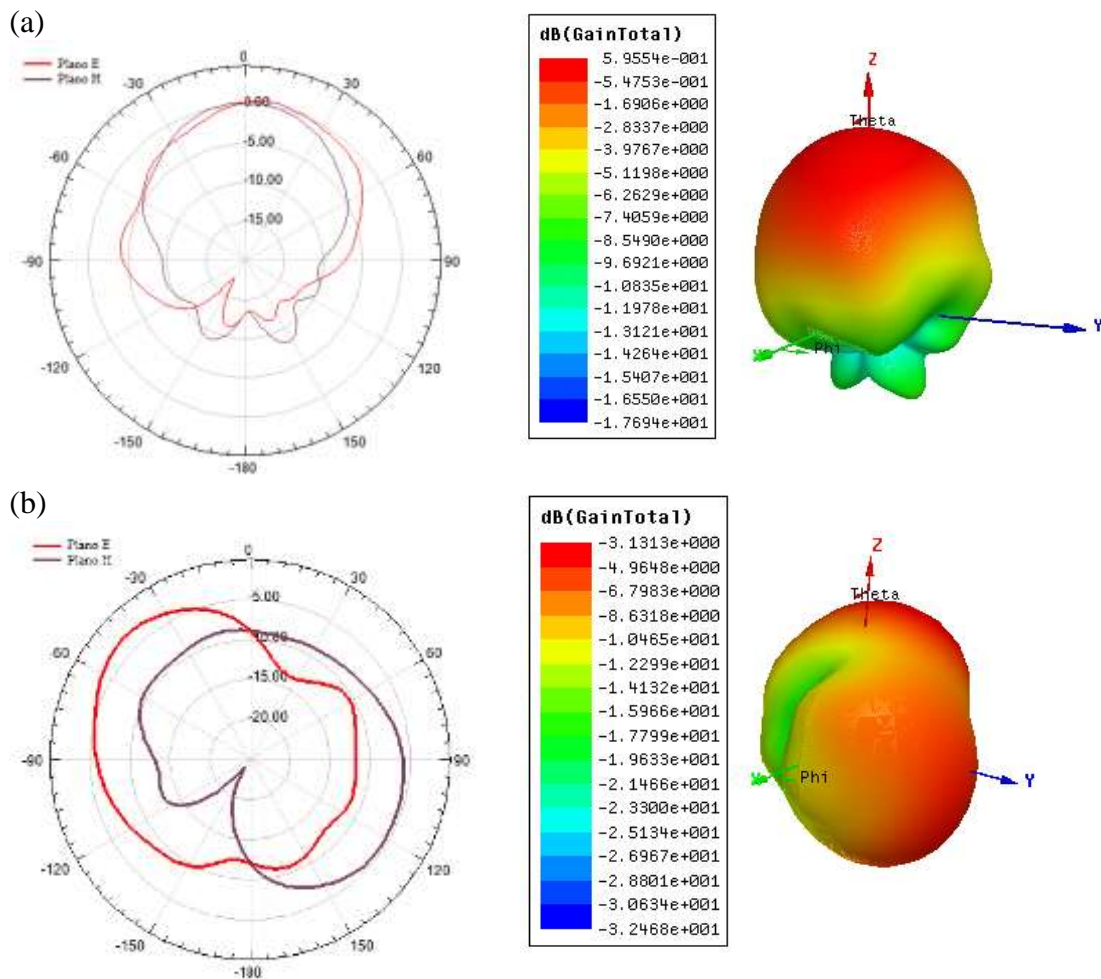 (a)
Plano E
Plano H
0
-30
30
-60
60
-90
90
-120
120
-150
150
-180
0.00
-5.00
-10.00
-15.00
dB(GainTotal)
5.9554e-001
-5.4753e-001
-1.6906e+000
-2.8337e+000
-3.9767e+000
-5.1198e+000
-6.2629e+000
-7.4059e+000
-8.5490e+000
-9.6921e+000
-1.0835e+001
-1.1978e+001
-1.3121e+001
-1.4264e+001
-1.5407e+001
-1.6550e+001
-1.7694e+001
Z
Theta
Y
Phi
(b)
Plano E
Plano H
0
-30
30
-60
60
-90
90
-120
120
-150
150
-180
-5.00
-10.00
-15.00
-20.00
dB(GainTotal)
-3.1313e+000
-4.9648e+000
-6.7983e+000
-8.6318e+000
-1.0465e+001
-1.2299e+001
-1.4132e+001
-1.5966e+001
-1.7799e+001
-1.9633e+001
-2.1466e+001
-2.3300e+001
-2.5134e+001
-2.6967e+001
-2.8801e+001
-3.0634e+001
-3.2468e+001
Z
Theta
Y
Phi